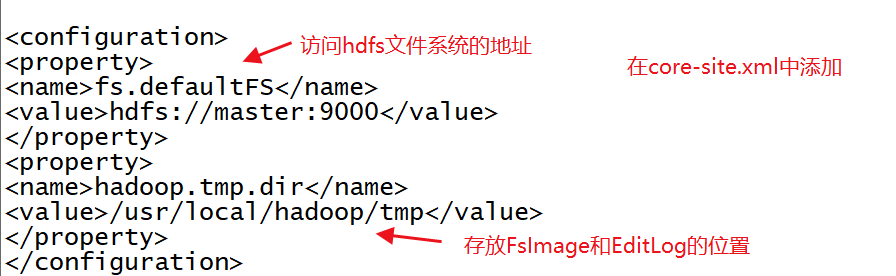 <configuration>
访问hdfs文件系统的地址
<property>
在core-site.xml中添加
<name>fs.defaultFS</name>
<value>hdfs://master:9000</value>
</property>
<property>
<name>hadoop.tmp.dir</name>
<value>/usr/local/hadoop/tmp</value>
</property>
存放FsImage和EditLog的位置
</configuration>